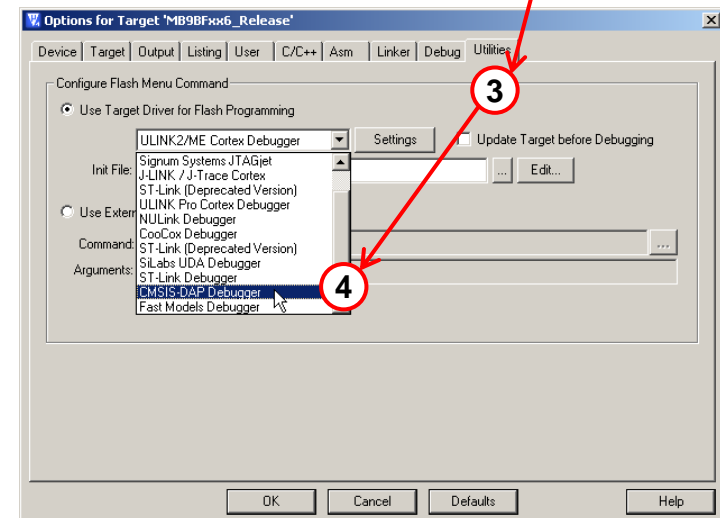 Options for Target 'MB9BFxx6_Release'
Device Target Output Listing User C/C++ Asm Linker Debug Utilities
Configure Flash Menu Command
3
Use Target Driver for Flash Programming
ULINK2/ME Cortex Debugger Settings Update Target before Debugging
Signum Systems JTAGjet
Init File: J-LINK / J-Trace Cortex ... Edit...
ST-Link (Deprecated Version)
ULINK Pro Cortex Debugger
Use Extern NULink Debugger
CooCox Debugger
Command: ST-Link (Deprecated Version) ...
SiLabs UDA Debugger
Arguments: ST-Link Debugger
CMSIS-DAP Debugger 4
Fast Models Debugger
OK Cancel Defaults Help